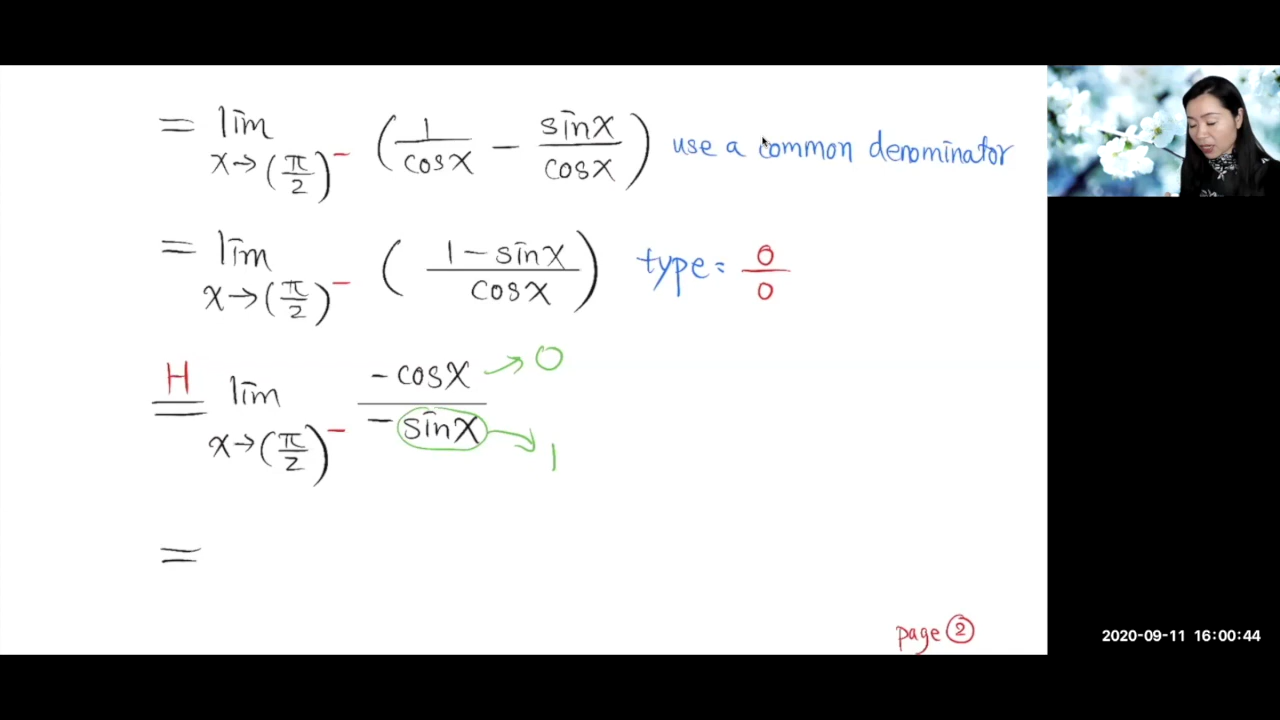 = lim x→(π/2)⁻ (1/cosx − sinx/cosx) use a common denominator
= lim x→(π/2)⁻ (1−sinx/cosx) type= 0/0
H= lim x→(π/2)⁻ −cosx/−sinx →0 →1
=
page ②
2020-09-11 16:00:44